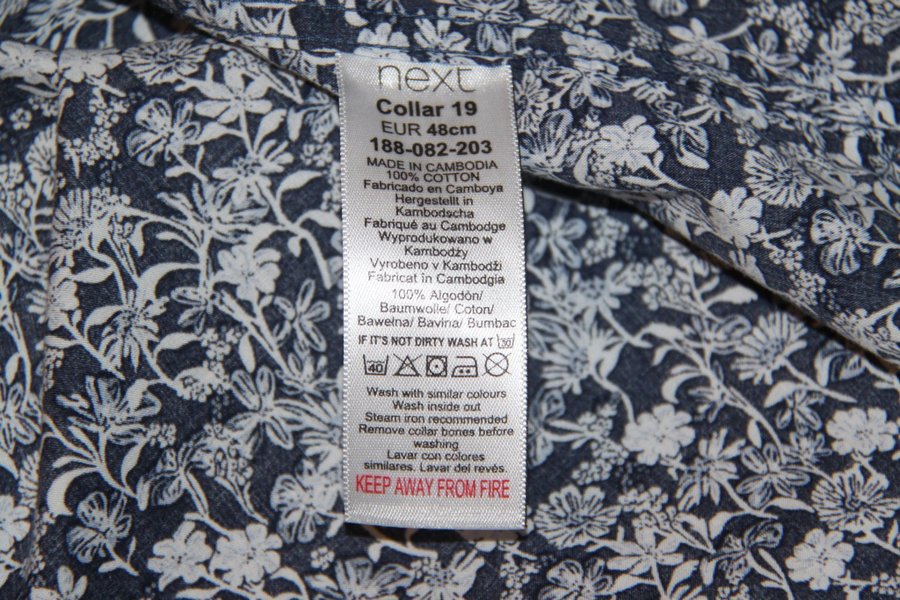 next
Collar 19
EUR 48cm
188-082-203
MADE IN CAMBODIA
100% COTTON
Fabricado en Camboya
Hergestellt in
Kambodscha
Fabriqué au Cambodge
Wyprodukowano w
Kambodży
Vyrobeno v Kambodži
Fabricat in Cambodgia
100% Algodón/
Baumwolle/ Coton/
Bawełna/ Bavlna/ Bumbac
IF IT'S NOT DIRTY WASH AT 30
40
Wash with similar colours
Wash inside out
Steam iron recommended
Remove collar bones before
washing
Lavar con colores
similares. Lavar del revés.
KEEP AWAY FROM FIRE